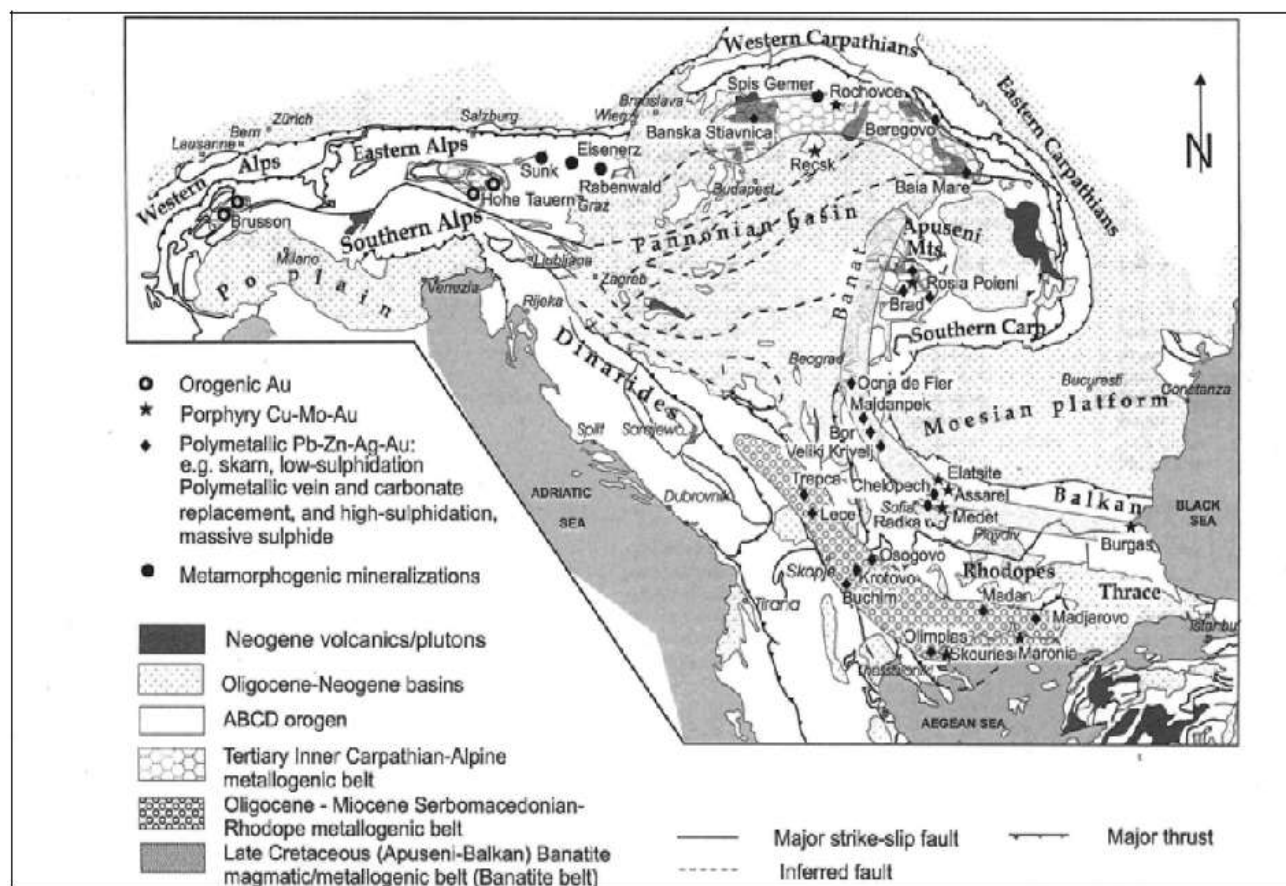 Western Carpathians
Eastern Carpathians
Spis Gemer
Rochovce
Bratislava
Wien
Salzburg
Zürich
Bern
Lausanne
Banska Stiavnica
Beregovo
Recsk
Budapest
Baia Mare
Western Alps
Eastern Alps
Southern Alps
Sunk
Eisenerz
Rabenwald
Hohe Tauern
Graz
Brusson
Milano
Po plain
Venezia
Ljubljana
Zagreb
Rijeka
Pannonian basin
Apuseni
Mts.
Banat
Rosia Poieni
Brad
Southern Carp.
N
Dinarides
Beograd
Ocna de Fier
Majdanpek
Bor
Veliki Krivelj
Bucuresti
Constanza
Moesian platform
Split
Sarajewo
Dubrovnik
Trepca
Lece
Chelopech
Elatsite
Assarel
Sofia
Medet
Radka
Balkan
BLACK
SEA
Plovdiv
Burgas
ADRIATIC
SEA
Skopje
Osogovo
Krotovo
Buchim
Rhodopes
Thrace
Madan
Madjarovo
Tirana
Olimpias
Skouries
Maronia
Thessaloniki
Istanbul
AEGEAN SEA
Orogenic Au
Porphyry Cu-Mo-Au
Polymetallic Pb-Zn-Ag-Au:
e.g. skarn, low-sulphidation
Polymetallic vein and carbonate
replacement, and high-sulphidation,
massive sulphide
Metamorphogenic mineralizations
Neogene volcanics/plutons
Oligocene-Neogene basins
ABCD orogen
Tertiary Inner Carpathian-Alpine
metallogenic belt
Oligocene - Miocene Serbomacedonian-
Rhodope metallogenic belt
Late Cretaceous (Apuseni-Balkan) Banatite
magmatic/metallogenic belt (Banatite belt)
Major strike-slip fault
Major thrust
Inferred fault